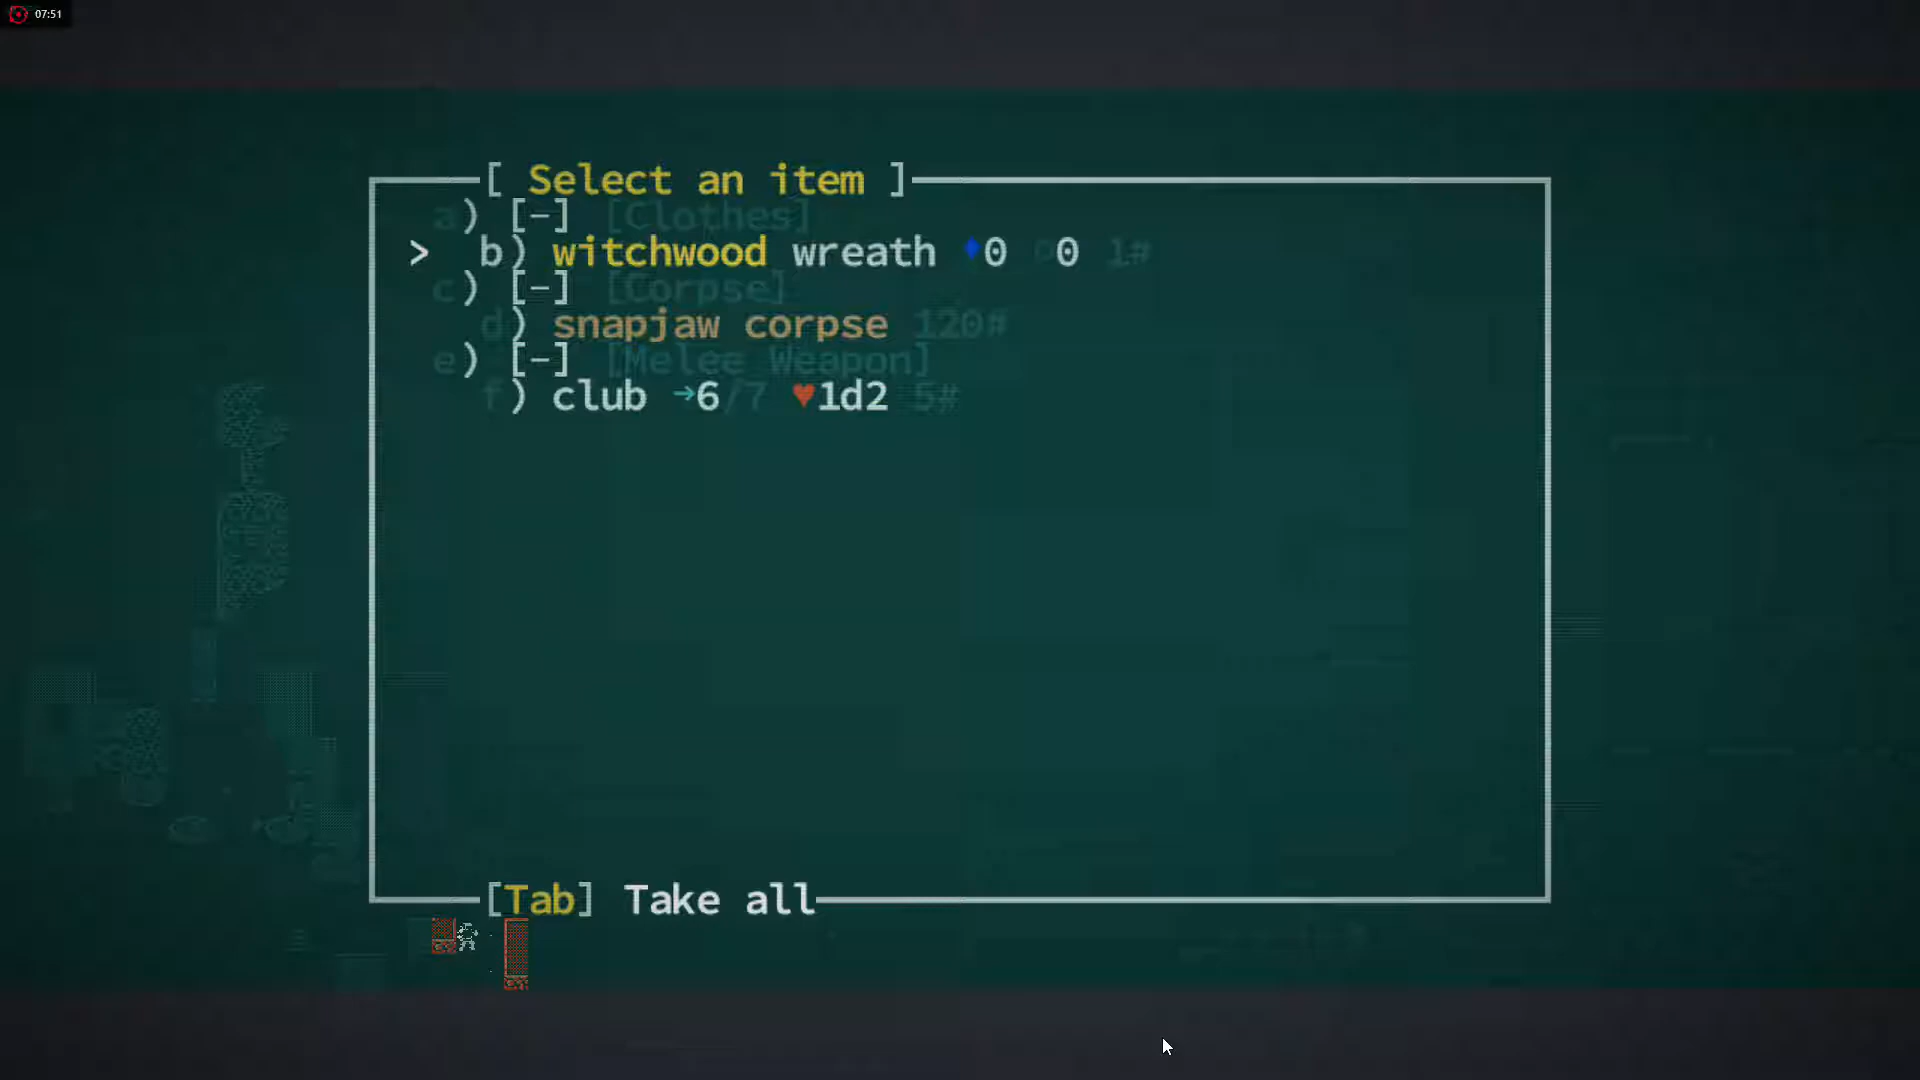 07:51
[ Select an item ]
a) [-] [Clothes]
> b) witchwood wreath ♦0 ○0 1#
c) [-] [Corpse]
d) snapjaw corpse 120#
e) [-] [Melee Weapon]
f) club →6/7 ♥1d2 5#
[Tab] Take all